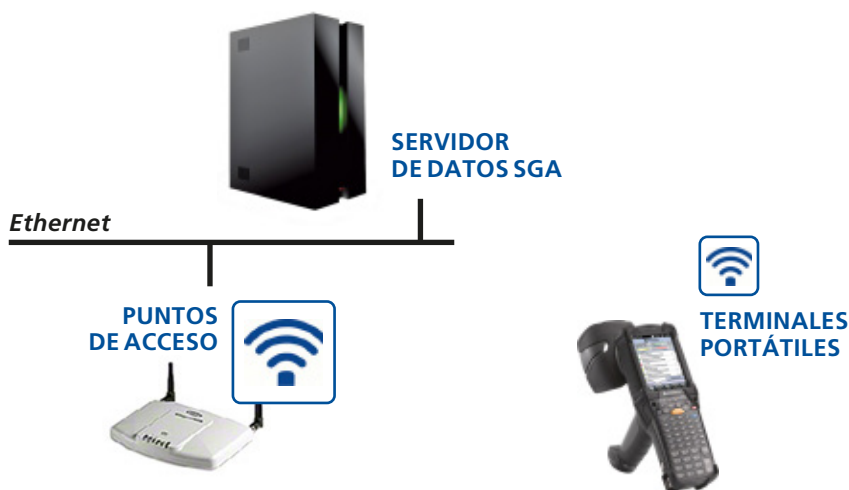 SERVIDOR
DE DATOS SGA
Ethernet
PUNTOS
DE ACCESO
TERMINALES
PORTÁTILES